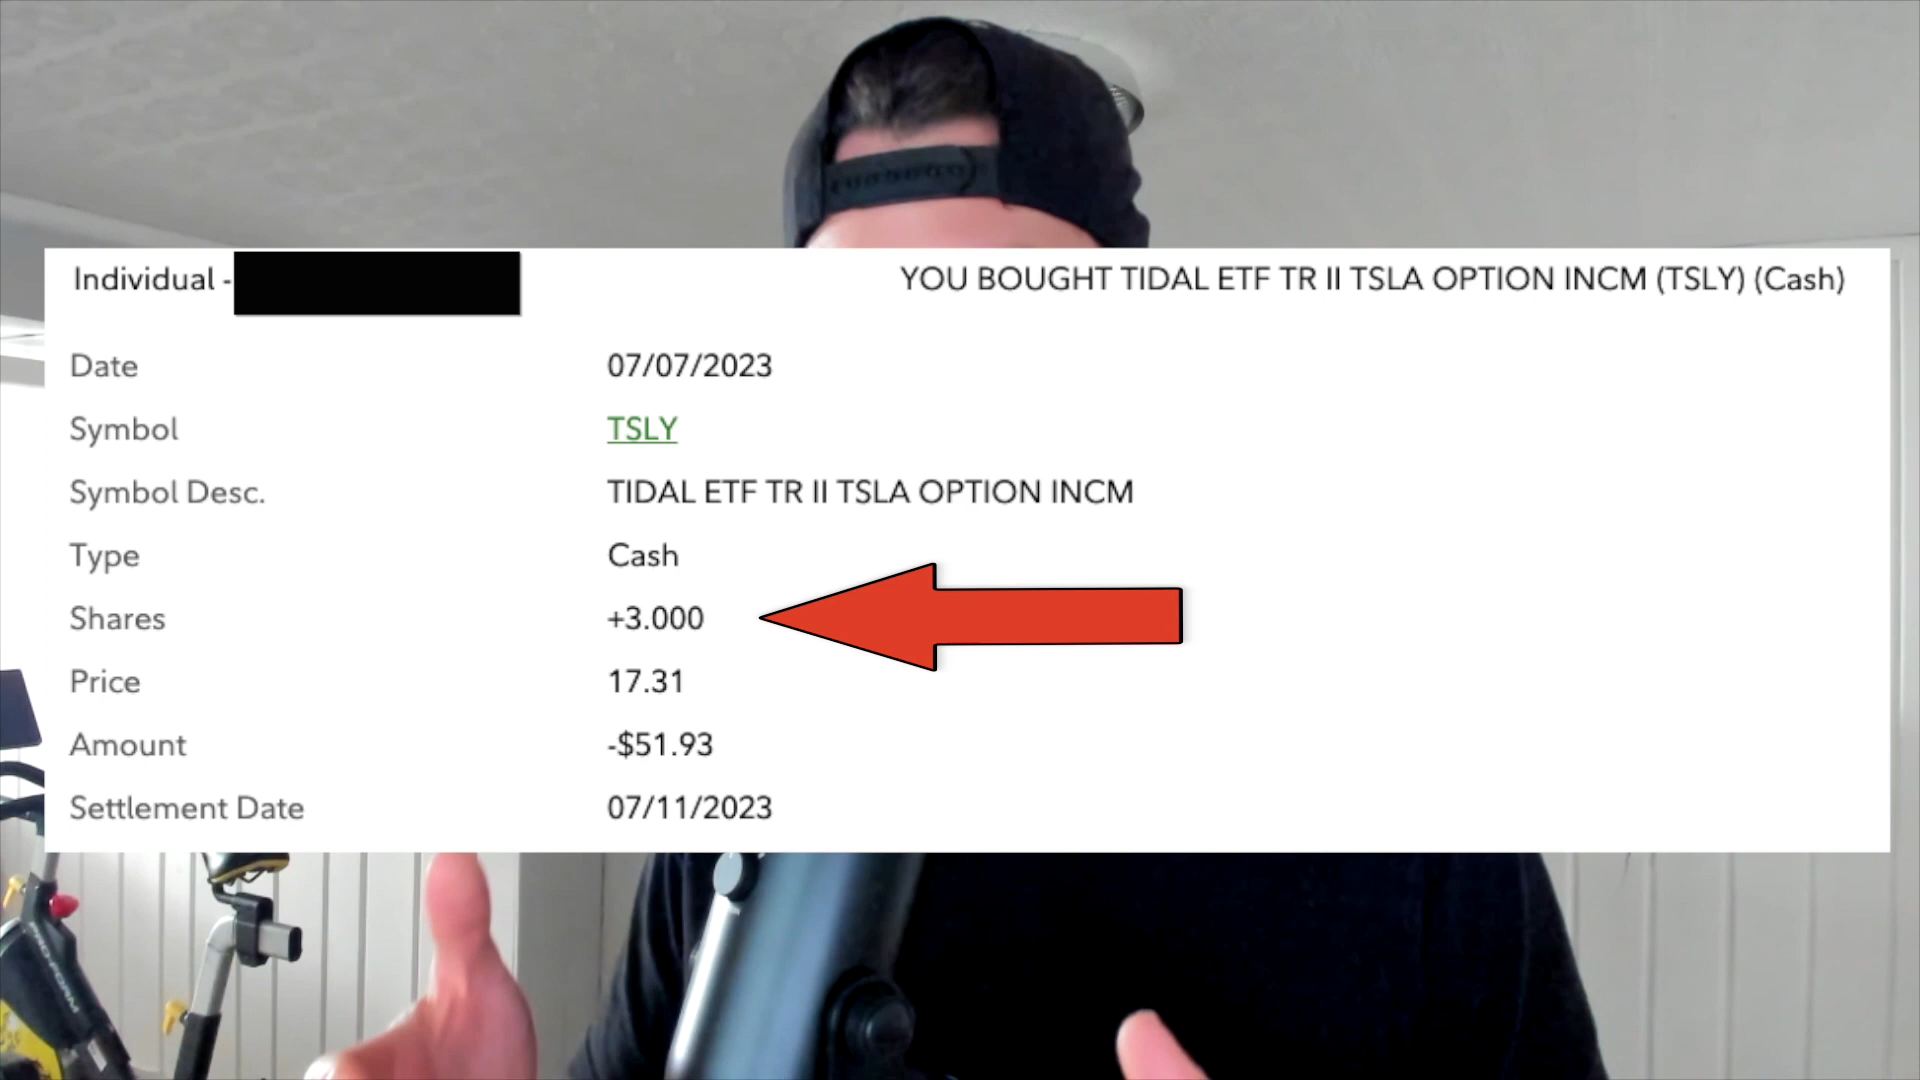 Individual - YOU BOUGHT TIDAL ETF TR II TSLA OPTION INCM (TSLY) (Cash)
Date 07/07/2023
Symbol TSLY
Symbol Desc. TIDAL ETF TR II TSLA OPTION INCM
Type Cash
Shares +3.000
Price 17.31
Amount -$51.93
Settlement Date 07/11/2023
PROFORM